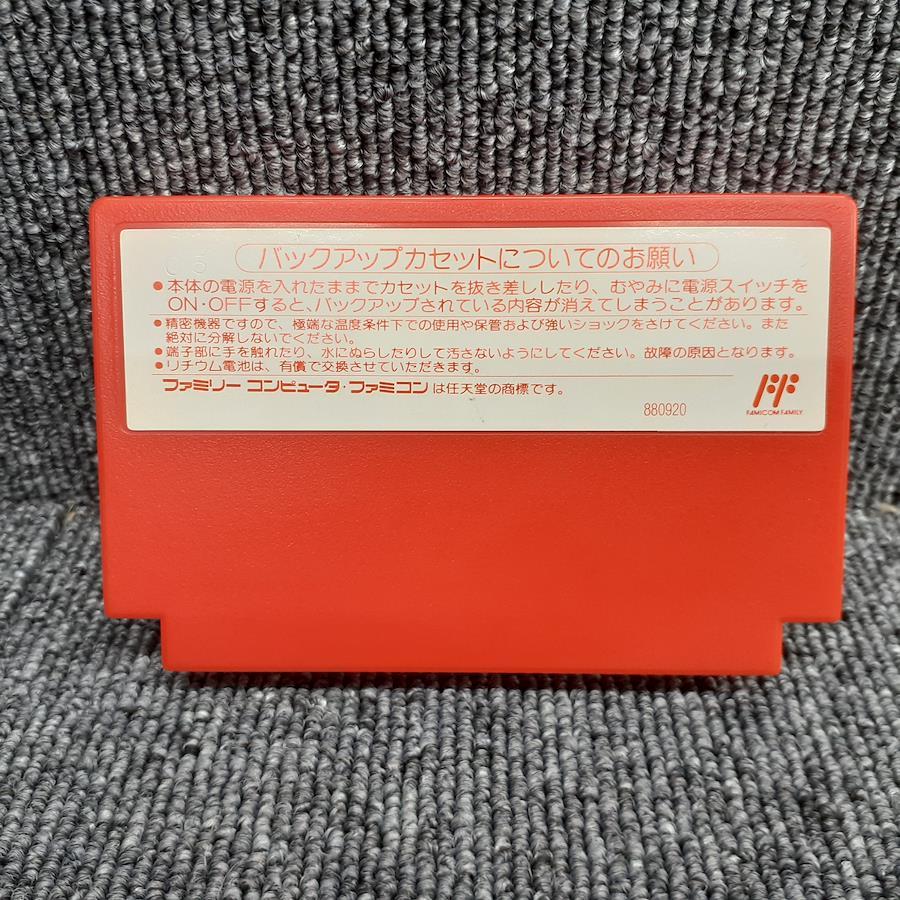 バックアップカセットについてのお願い
●本体の電源を入れたままでカセットを抜き差ししたり、むやみに電源スイッチを
ON・OFFすると、バックアップされている内容が消えてしまうことがあります。
●精密機器ですので、極端な温度条件下での使用や保管および強いショックをさけてください。また
絶対に分解しないでください。
●端子部に手を触れたり、水にぬらしたりして汚さないようにしてください。故障の原因となります。
●リチウム電池は、有償で交換させていただきます。
ファミリー コンピュータ・ファミコン は任天堂の商標です。
880920
FAMICOM FAMILY